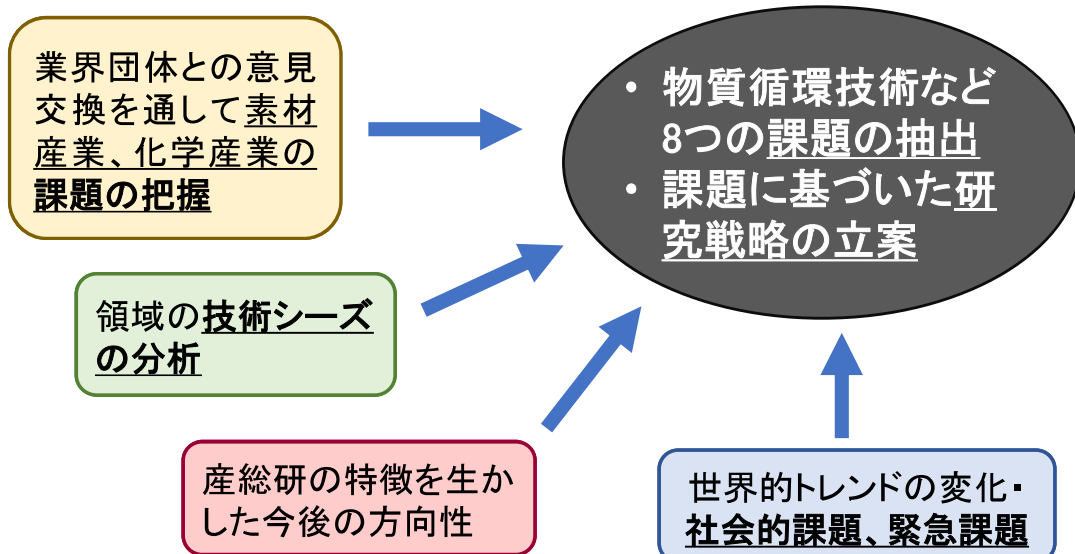 業界団体との意見
交換を通して素材
産業、化学産業の
課題の把握
・物質循環技術など
8つの課題の抽出
・課題に基づいた研
究戦略の立案
領域の技術シーズ
の分析
産総研の特徴を生か
した今後の方向性
世界的トレンドの変化・
社会的課題、緊急課題